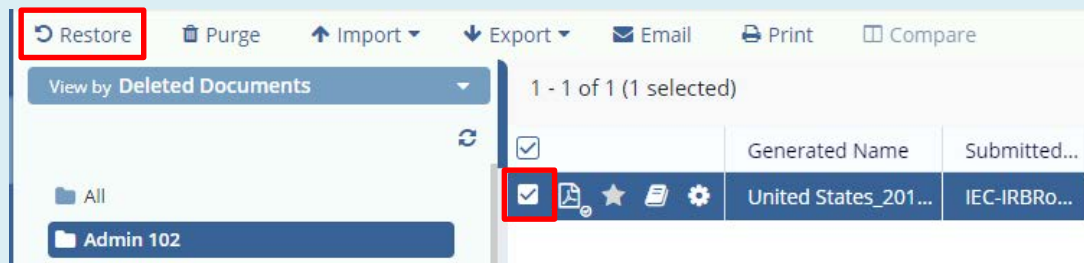 Restore Purge Import Export Email Print Compare
View by Deleted Documents
1 - 1 of 1 (1 selected)
Generated Name Submitted...
All
United States_201... IEC-IRBRo...
Admin 102